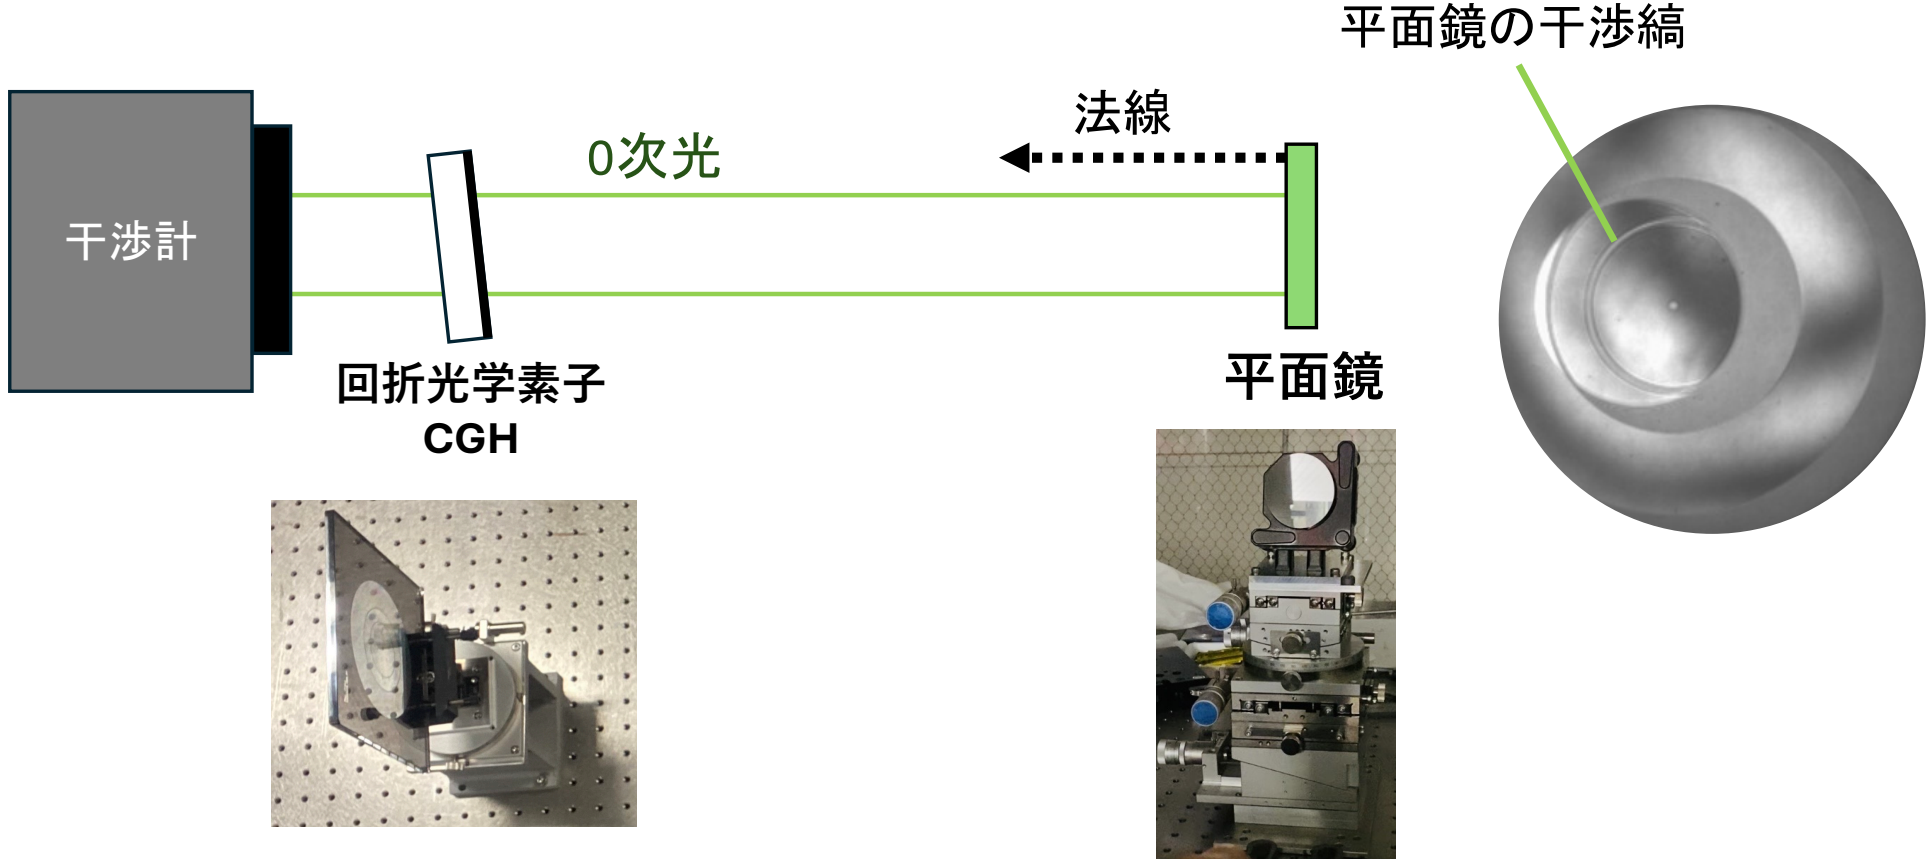 平面鏡の干渉縞
法線
0次光
干渉計
回折光学素子
CGH
平面鏡